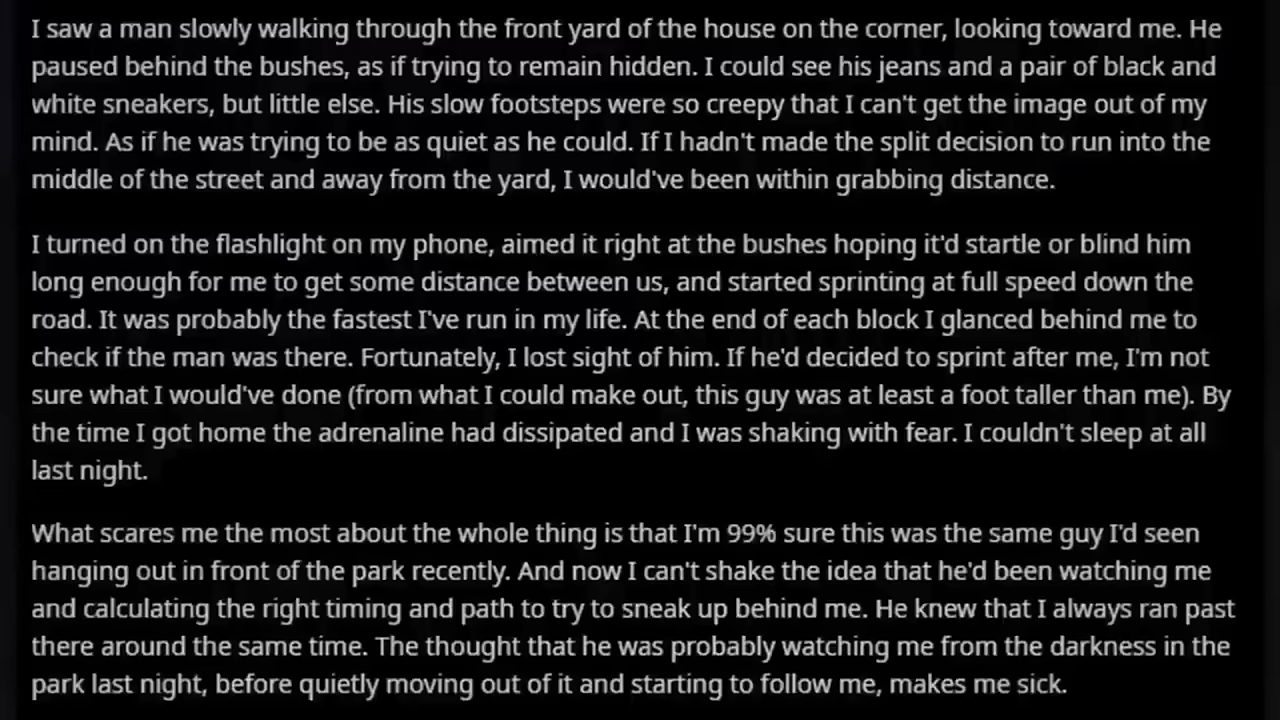 I saw a man slowly walking through the front yard of the house on the corner, looking toward me. He
paused behind the bushes, as if trying to remain hidden. I could see his jeans and a pair of black and
white sneakers, but little else. His slow footsteps were so creepy that I can't get the image out of my
mind. As if he was trying to be as quiet as he could. If I hadn't made the split decision to run into the
middle of the street and away from the yard, I would've been within grabbing distance.
I turned on the flashlight on my phone, aimed it right at the bushes hoping it'd startle or blind him
long enough for me to get some distance between us, and started sprinting at full speed down the
road. It was probably the fastest I've run in my life. At the end of each block I glanced behind me to
check if the man was there. Fortunately, I lost sight of him. If he'd decided to sprint after me, I'm not
sure what I would've done (from what I could make out, this guy was at least a foot taller than me). By
the time I got home the adrenaline had dissipated and I was shaking with fear. I couldn't sleep at all
last night.
What scares me the most about the whole thing is that I'm 99% sure this was the same guy I'd seen
hanging out in front of the park recently. And now I can't shake the idea that he'd been watching me
and calculating the right timing and path to try to sneak up behind me. He knew that I always ran past
there around the same time. The thought that he was probably watching me from the darkness in the
park last night, before quietly moving out of it and starting to follow me, makes me sick.